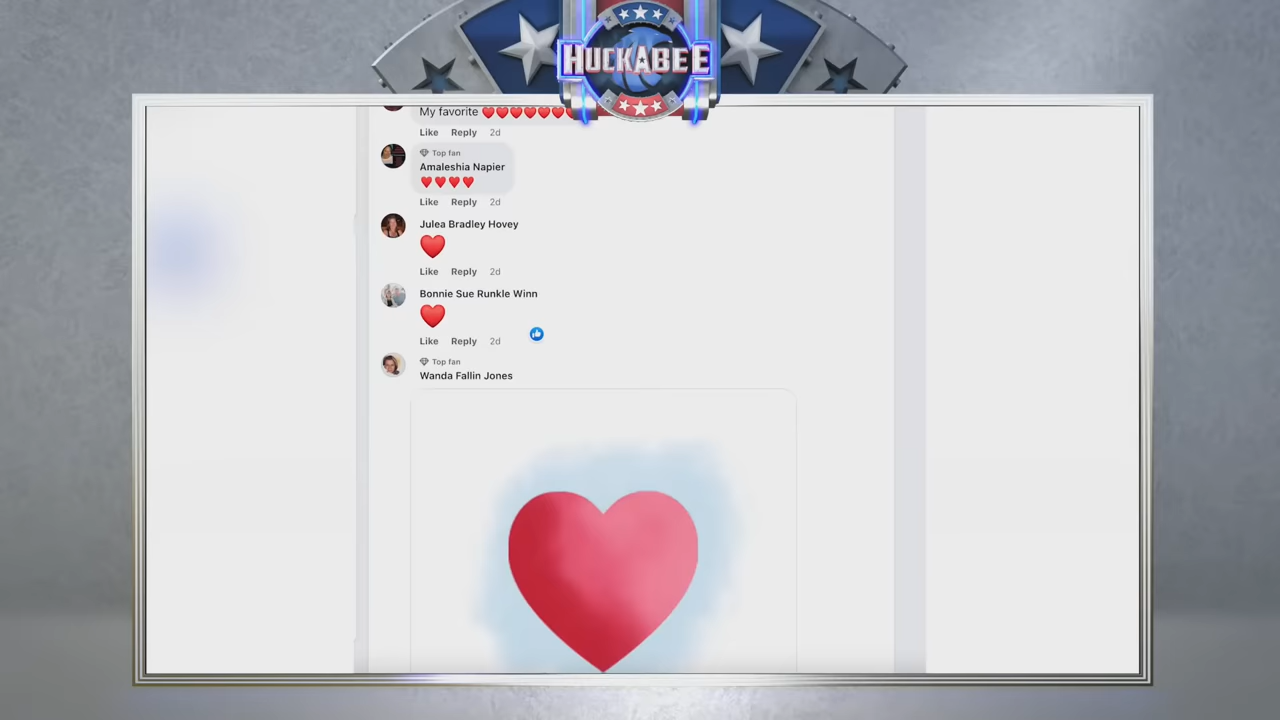 HUCKABEE
My favorite ❤️❤️❤️❤️❤️❤️❤️
Like Reply 2d
Top fan
Amaleshia Napier
❤️❤️❤️❤️
Like Reply 2d
Julea Bradley Hovey
❤️
Like Reply 2d
Bonnie Sue Runkle Winn
❤️
Like Reply 2d
Top fan
Wanda Fallin Jones